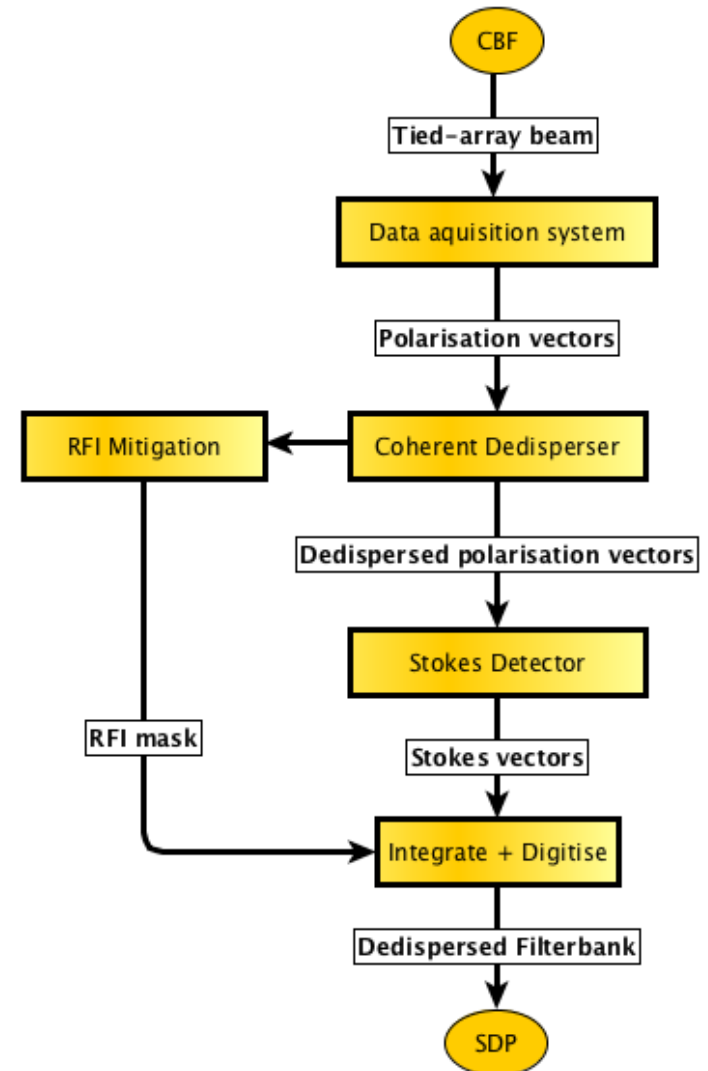 CBF
Tied-array beam
Data aquisition system
Polarisation vectors
RFI Mitigation
Coherent Dedisperser
Dedispersed polarisation vectors
Stokes Detector
RFI mask
Stokes vectors
Integrate + Digitise
Dedispersed Filterbank
SDP